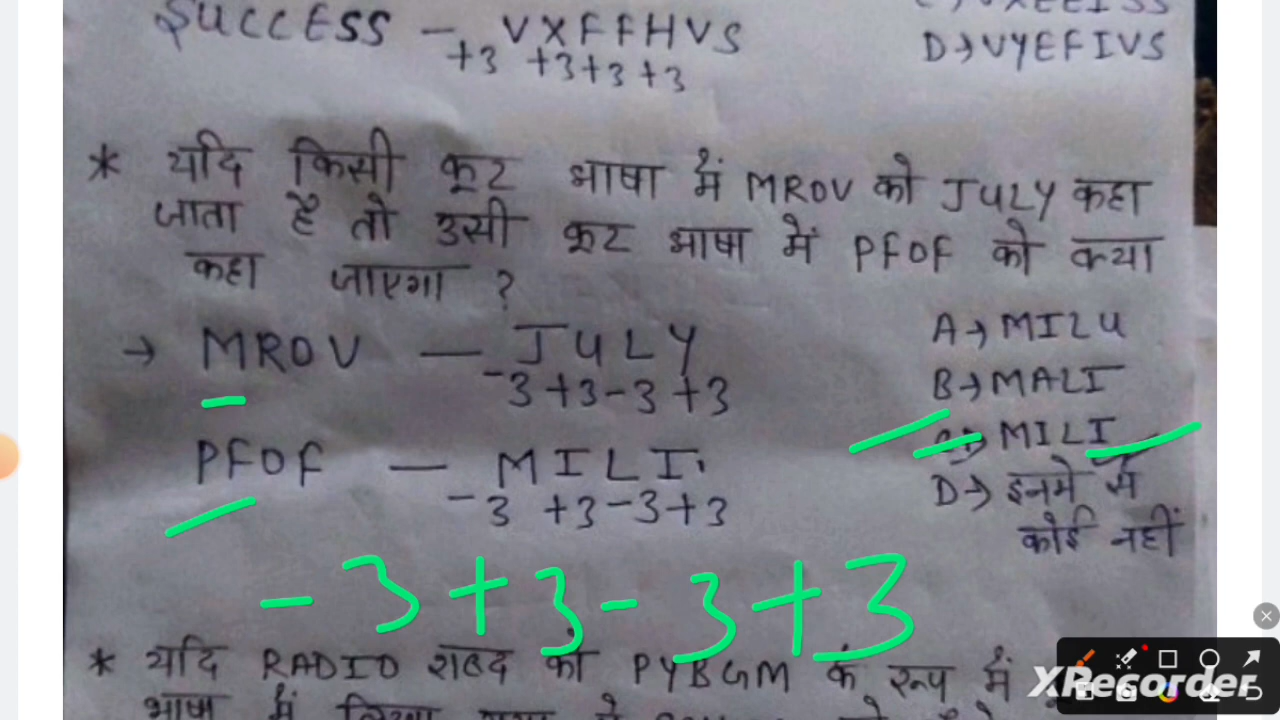 SUCCESS - VXFFHVS
+3 +3+3+3
D→VYEFIVS
* यदि किसी कूट भाषा में MROV को JULY कहा
जाता है तो उसी कूट भाषा में PFOF को क्या
कहा जाएगा ?
→ MROV — JULY
-3+3-3+3
PFOF — MILI
-3 +3-3+3
A→MILU
B→MALI
C→MILI
D→इनमे से
कोई नहीं
-3+3-3+3
* यदि RADIO शब्द को PYBGM के रूप में
भाषा में लिखा
XRecorder